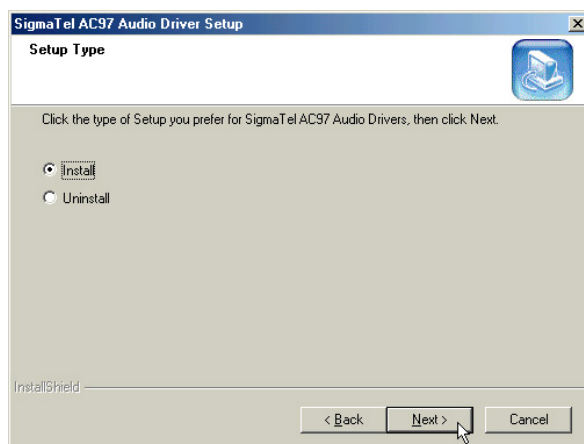 SigmaTel AC97 Audio Driver Setup
Setup Type
Click the type of Setup you prefer for SigmaTel AC97 Audio Drivers, then click Next.
Install
Uninstall
InstallShield
< Back
Next >
Cancel